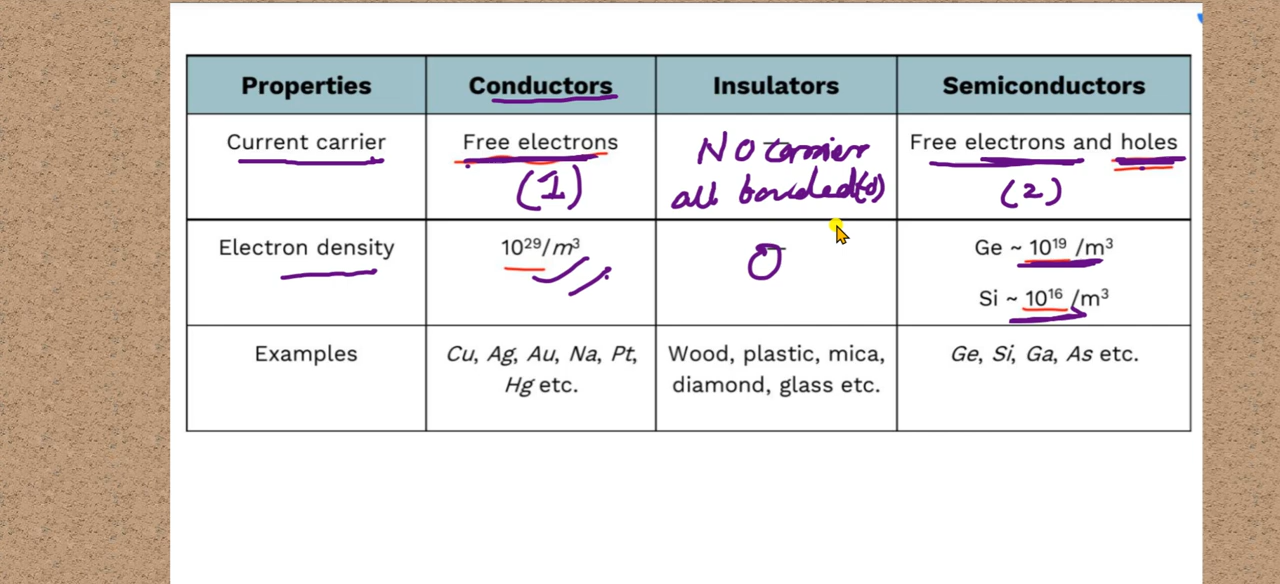 Properties Conductors Insulators Semiconductors
Current carrier Free electrons NO carrier Free electrons and holes
(1) all bonded(d) (2)
Electron density 10²⁹/m³ 0 Ge ~ 10¹⁹ /m³
Si ~ 10¹⁶ /m³
Examples Cu, Ag, Au, Na, Pt, Wood, plastic, mica, Ge, Si, Ga, As etc.
Hg etc. diamond, glass etc.